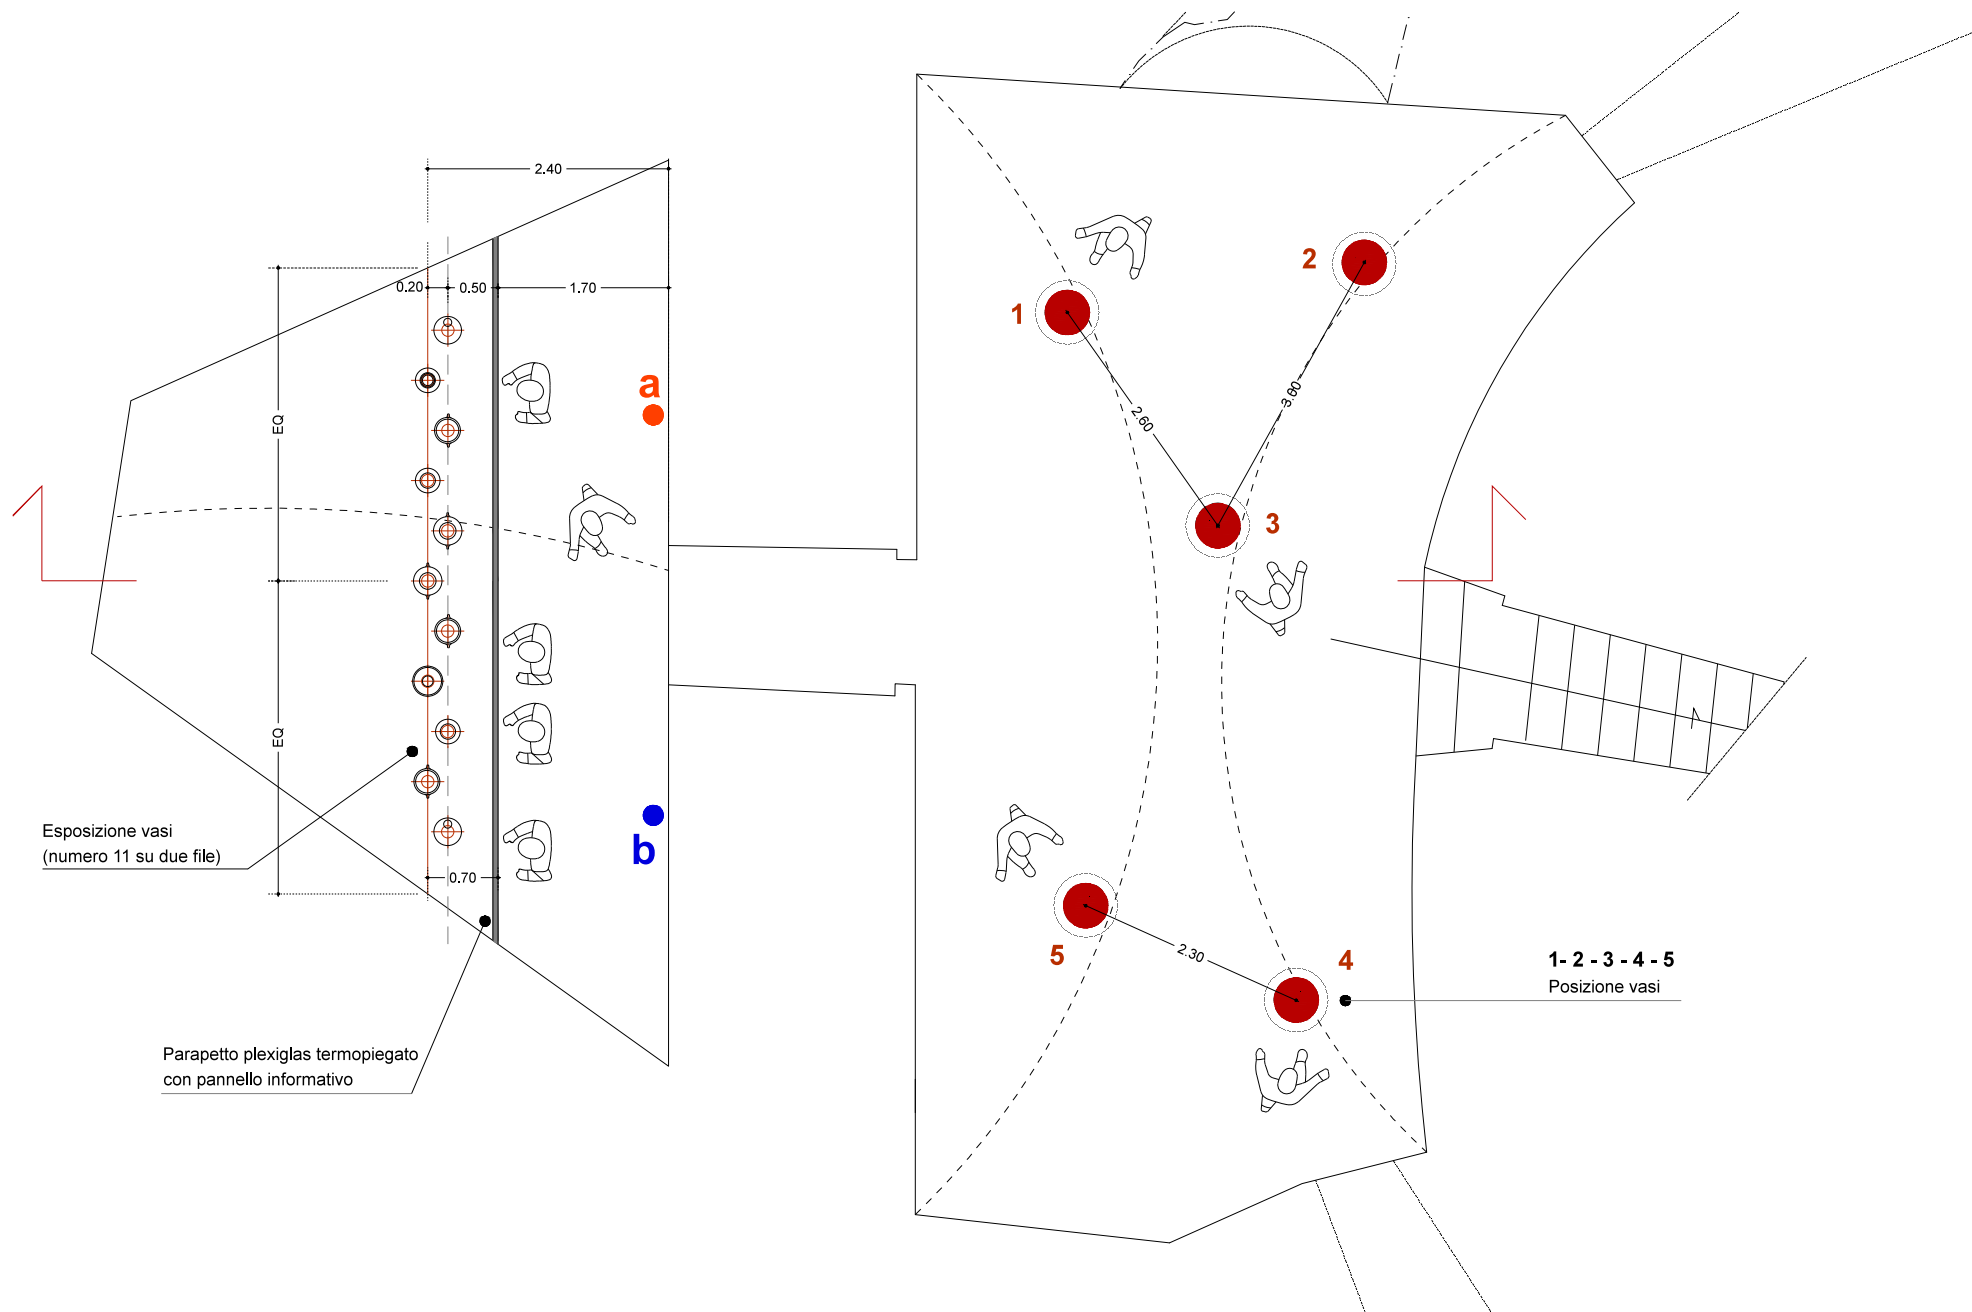 2.40
0.20
0.50
1.70
EQ
EQ
0.70
a
b
1
2
3
4
5
2.60
3.00
2.30
Esposizione vasi
(numero 11 su due file)
Parapetto plexiglas termopiegato
con pannello informativo
1- 2 - 3 - 4 - 5
Posizione vasi